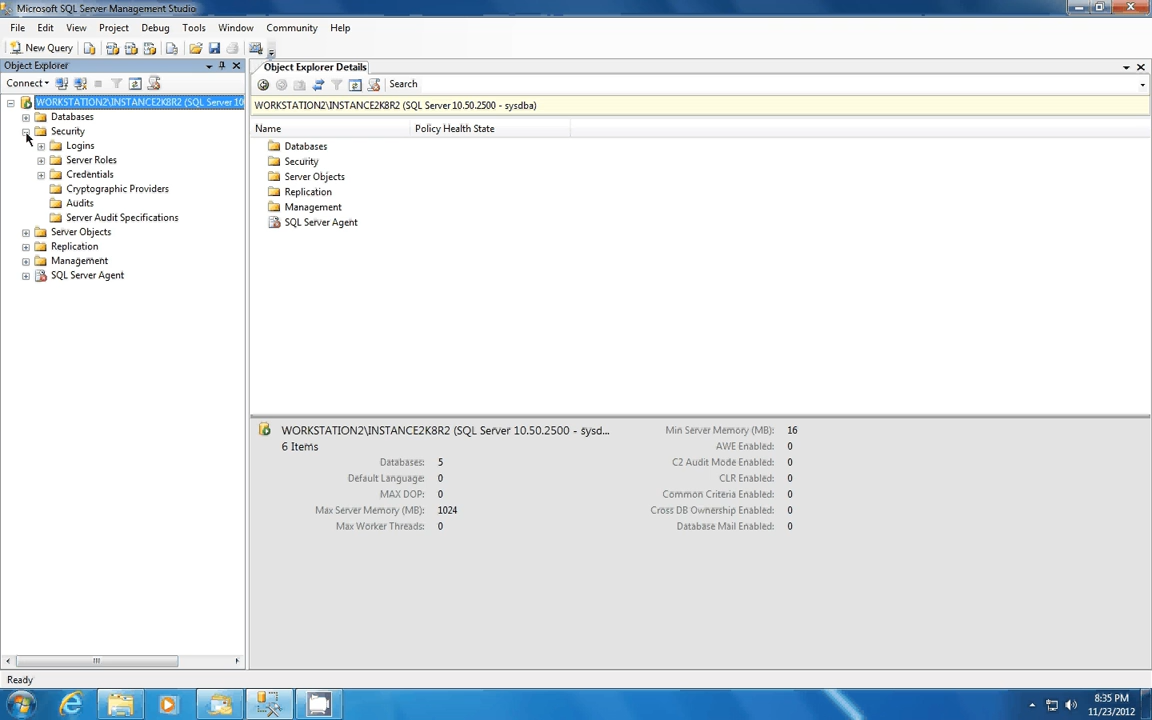 Microsoft SQL Server Management Studio
File Edit View Project Debug Tools Window Community Help
New Query
Object Explorer
Connect
WORKSTATION2\INSTANCE2K8R2 (SQL Server 10
Databases
Security
Logins
Server Roles
Credentials
Cryptographic Providers
Audits
Server Audit Specifications
Server Objects
Replication
Management
SQL Server Agent
Object Explorer Details
Search
WORKSTATION2\INSTANCE2K8R2 (SQL Server 10.50.2500 - sysdba)
Name Policy Health State
Databases
Security
Server Objects
Replication
Management
SQL Server Agent
WORKSTATION2\INSTANCE2K8R2 (SQL Server 10.50.2500 - sysd...
6 Items
Databases: 5
Default Language: 0
MAX DOP: 0
Max Server Memory (MB): 1024
Max Worker Threads: 0
Min Server Memory (MB): 16
AWE Enabled: 0
C2 Audit Mode Enabled: 0
CLR Enabled: 0
Common Criteria Enabled: 0
Cross DB Ownership Enabled: 0
Database Mail Enabled: 0
Ready
8:35 PM
11/23/2012